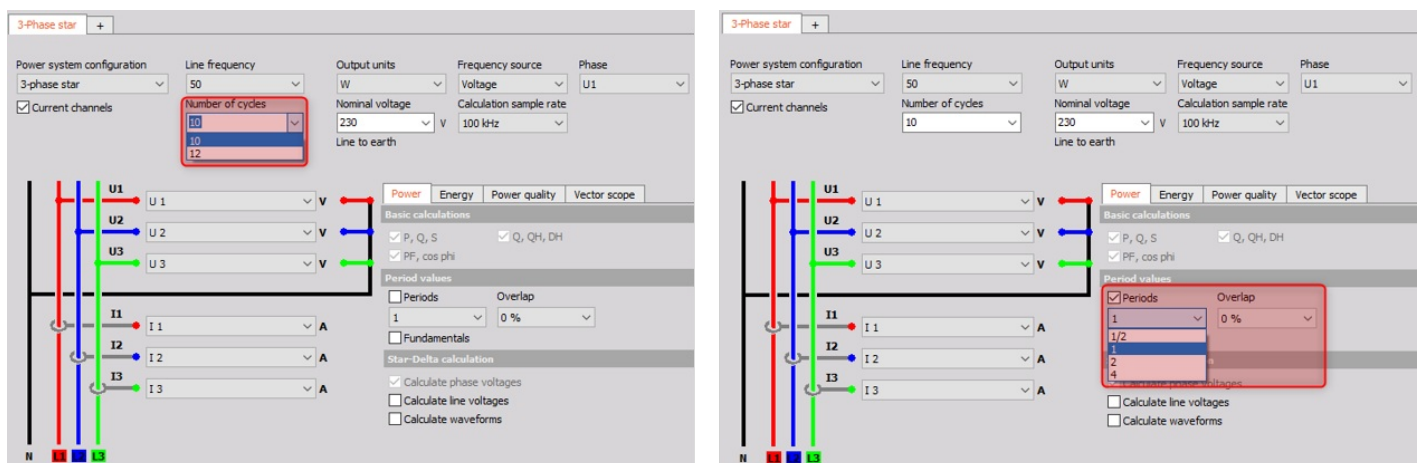 3-Phase star +
Power system configuration Line frequency Output units Frequency source Phase
3-phase star 50 W Voltage U1
Current channels Number of cycles Nominal voltage Calculation sample rate
10 230 V 100 kHz
10 Line to earth
12
U1 U 1 V
U2 U 2 V
U3 U 3 V
I1 I 1 A
I2 I 2 A
I3 I 3 A
N L1 L2 L3
Power Energy Power quality Vector scope
Basic calculations
P, Q, S Q, QH, DH
PF, cos phi
Period values
Periods Overlap
1 0 %
Fundamentals
Star-Delta calculation
Calculate phase voltages
Calculate line voltages
Calculate waveforms
3-Phase star +
Power system configuration Line frequency Output units Frequency source Phase
3-phase star 50 W Voltage U1
Current channels Number of cycles Nominal voltage Calculation sample rate
10 230 V 100 kHz
Line to earth
U1 U 1 V
U2 U 2 V
U3 U 3 V
I1 I 1 A
I2 I 2 A
I3 I 3 A
N L1 L3
Power Energy Power quality Vector scope
Basic calculations
P, Q, S Q, QH, DH
PF, cos phi
Period values
Periods Overlap
1 0 %
1/2
1
2
4
Calculate phase voltages
Calculate line voltages
Calculate waveforms